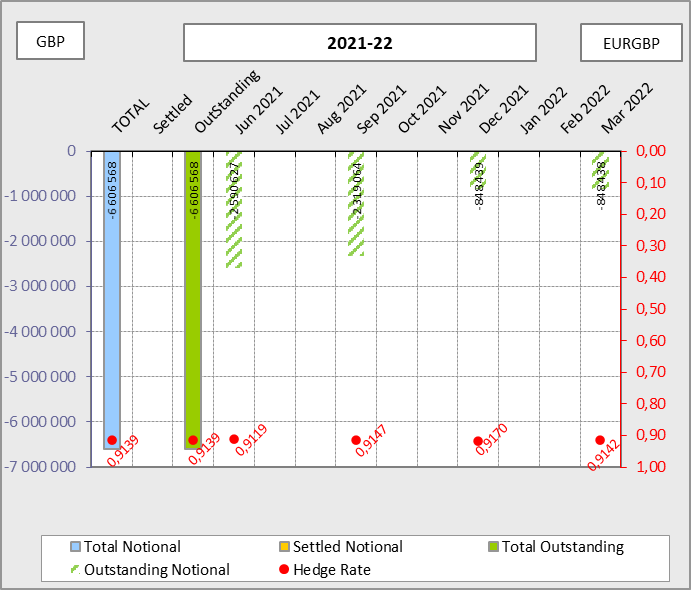 GBP
2021-22
EURGBP
TOTAL
Settled
OutStanding
Jun 2021
Jul 2021
Aug 2021
Sep 2021
Oct 2021
Nov 2021
Dec 2021
Jan 2022
Feb 2022
Mar 2022
0
-1 000 000
-2 000 000
-3 000 000
-4 000 000
-5 000 000
-6 000 000
-7 000 000
-6 606 568
-6 606 568
-2 590 627
-2 319 064
-848 439
-848 438
0,9139
0,9139
0,9119
0,9147
0,9170
0,9142
0,00
0,10
0,20
0,30
0,40
0,50
0,60
0,70
0,80
0,90
1,00
Total Notional
Settled Notional
Total Outstanding
Outstanding Notional
Hedge Rate